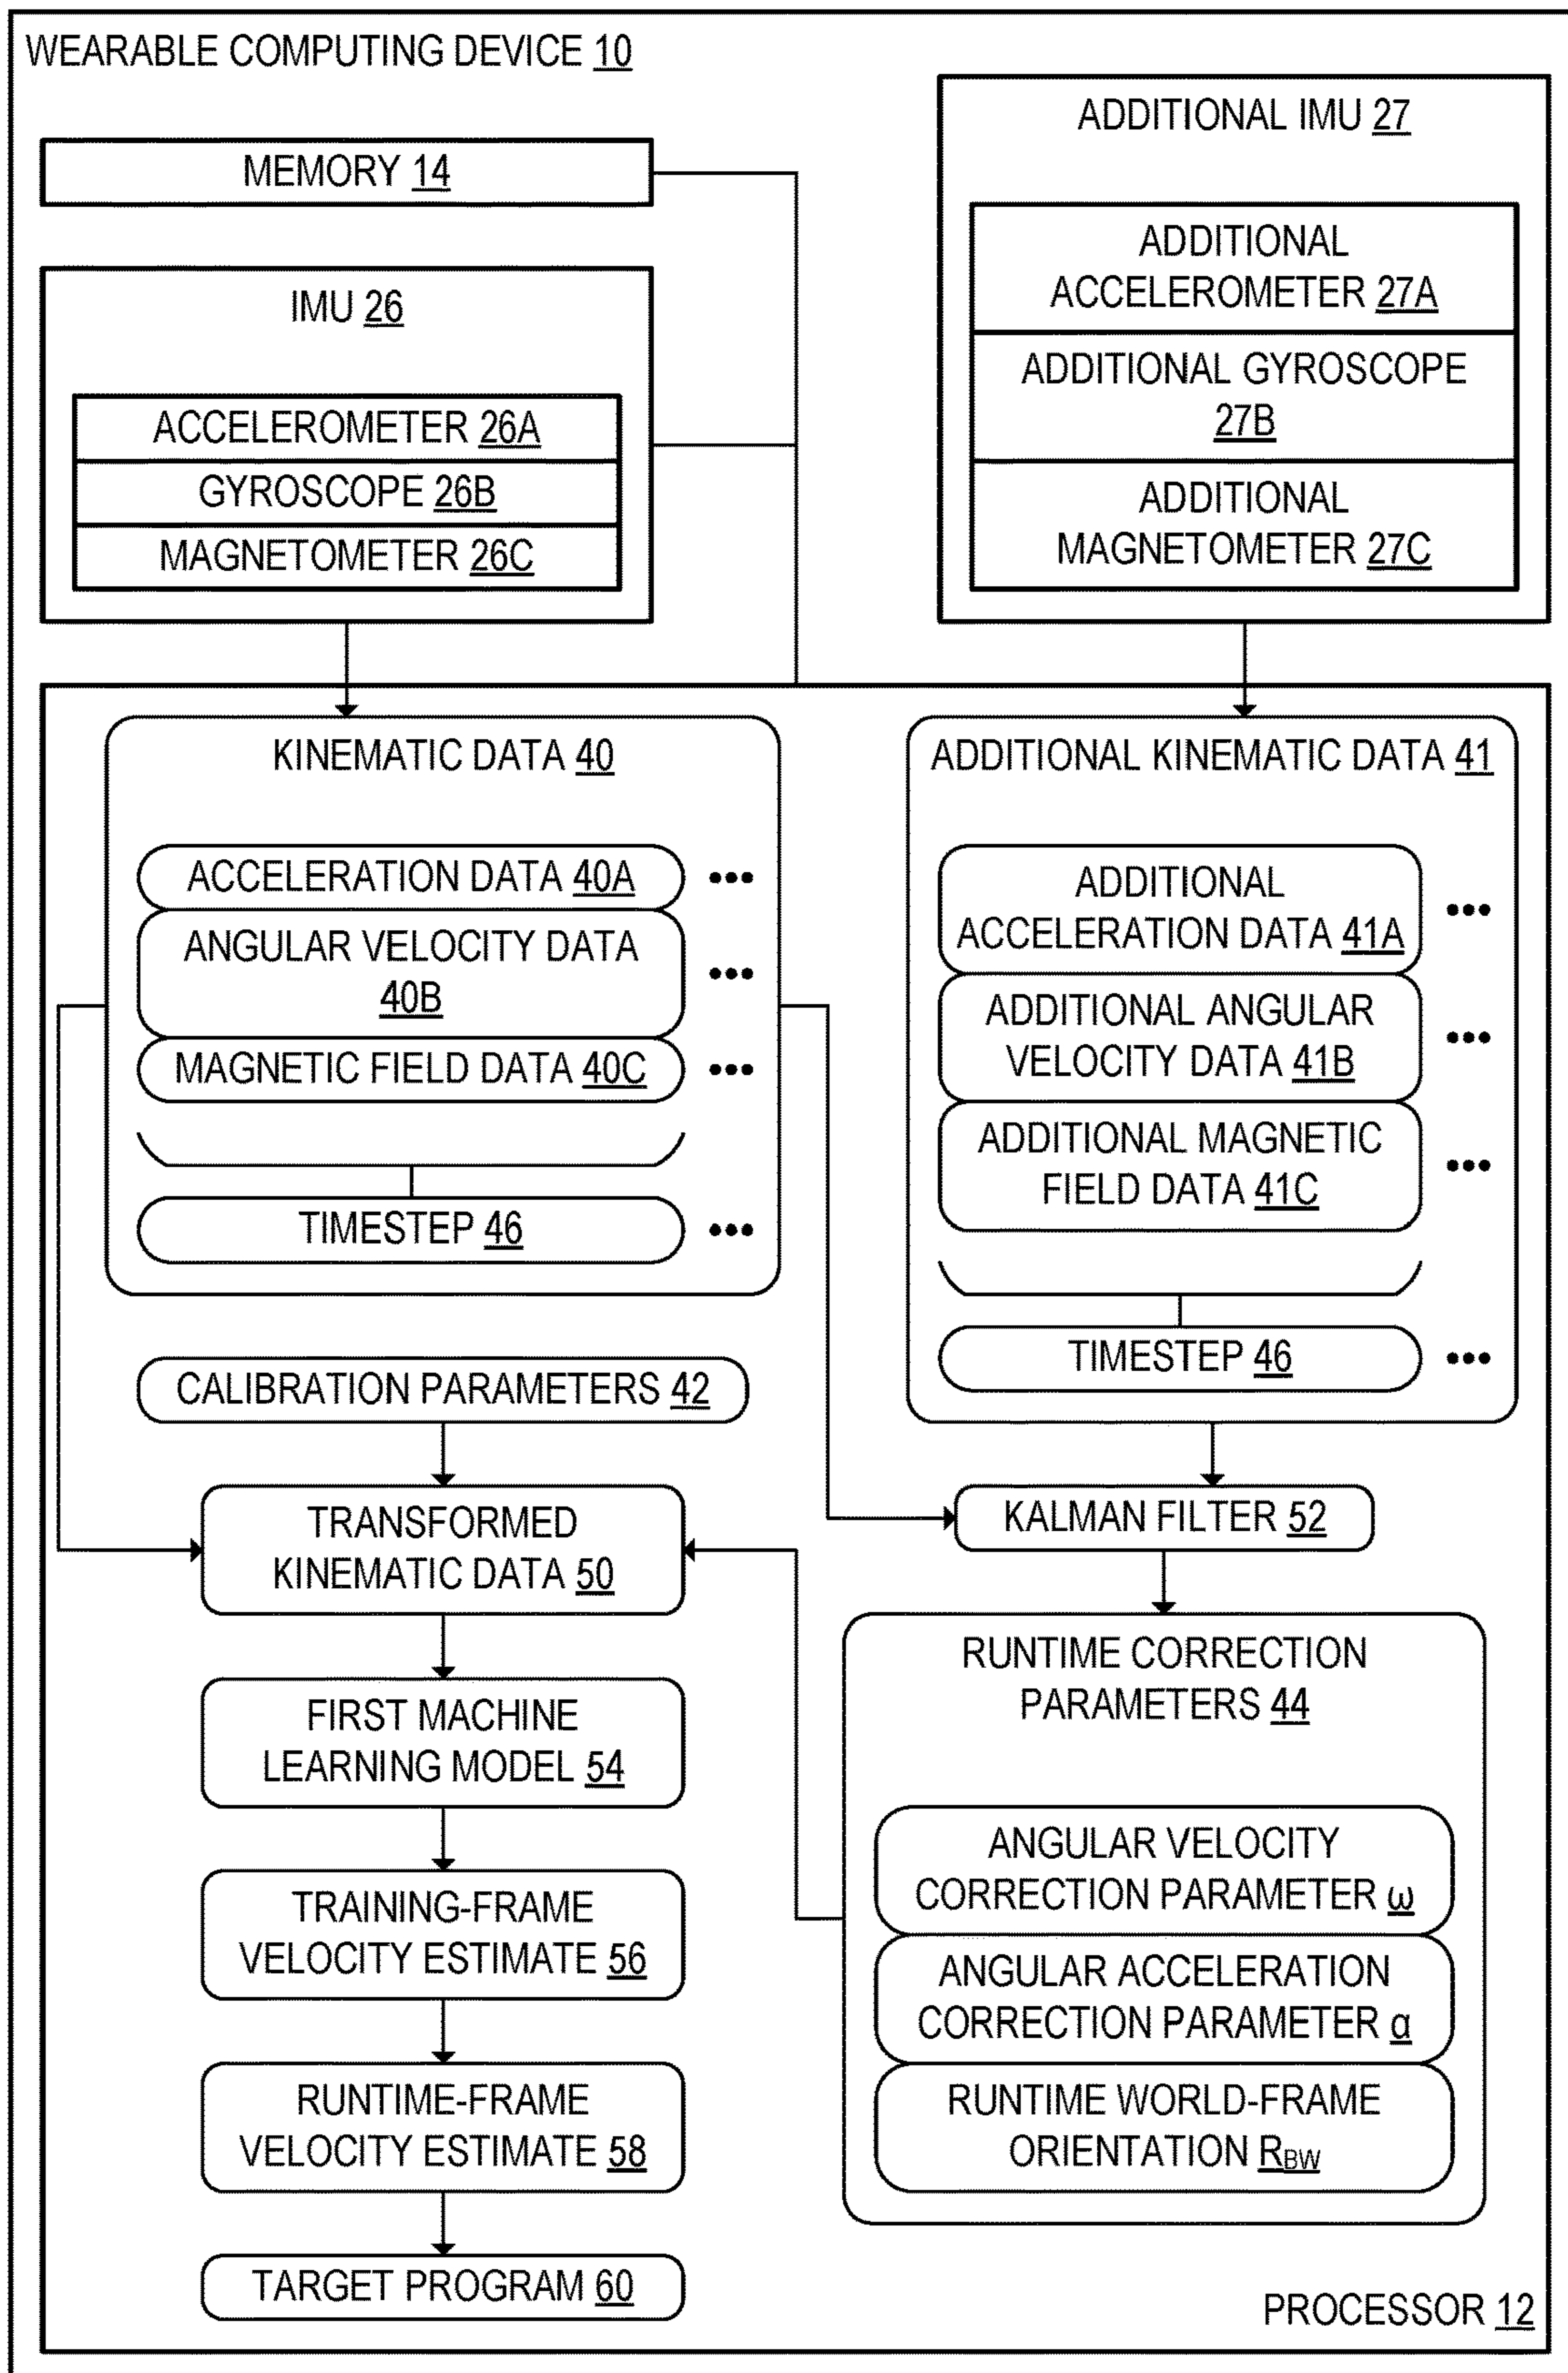 WEARABLE COMPUTING DEVICE 10
MEMORY 14
IMU 26
ACCELEROMETER 26A
GYROSCOPE 26B
MAGNETOMETER 26C
ADDITIONAL IMU 27
ADDITIONAL
ACCELEROMETER 27A
ADDITIONAL GYROSCOPE
27B
ADDITIONAL
MAGNETOMETER 27C
KINEMATIC DATA 40
ACCELERATION DATA 40A
ANGULAR VELOCITY DATA
40B
MAGNETIC FIELD DATA 40C
TIMESTEP 46
ADDITIONAL KINEMATIC DATA 41
ADDITIONAL
ACCELERATION DATA 41A
ADDITIONAL ANGULAR
VELOCITY DATA 41B
ADDITIONAL MAGNETIC
FIELD DATA 41C
TIMESTEP 46
CALIBRATION PARAMETERS 42
TRANSFORMED
KINEMATIC DATA 50
KALMAN FILTER 52
FIRST MACHINE
LEARNING MODEL 54
TRAINING-FRAME
VELOCITY ESTIMATE 56
RUNTIME-FRAME
VELOCITY ESTIMATE 58
TARGET PROGRAM 60
RUNTIME CORRECTION
PARAMETERS 44
ANGULAR VELOCITY
CORRECTION PARAMETER ω
ANGULAR ACCELERATION
CORRECTION PARAMETER α
RUNTIME WORLD-FRAME
ORIENTATION R_BW
PROCESSOR 12